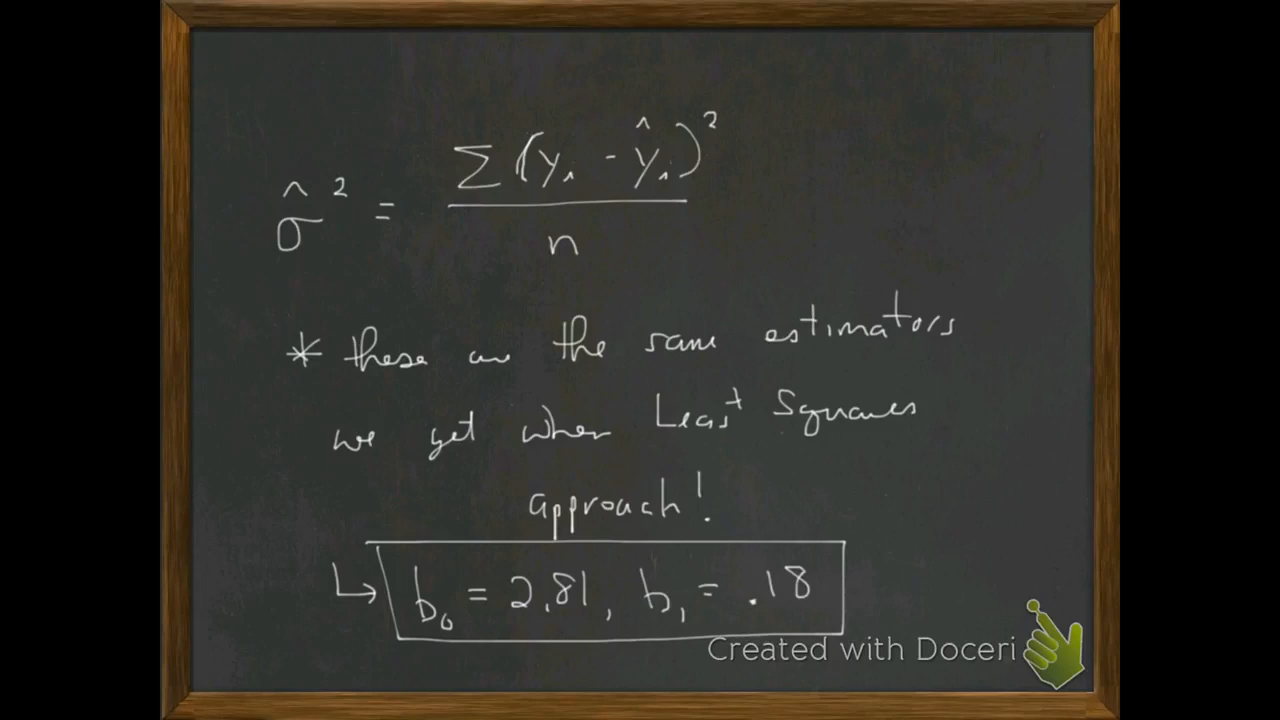 σ̂² = Σ(yᵢ - ŷᵢ)² / n
* these are the same estimators
we get when Least Squares
approach!
↳ b₀ = 2.81, b₁ = .18
Created with Doceri